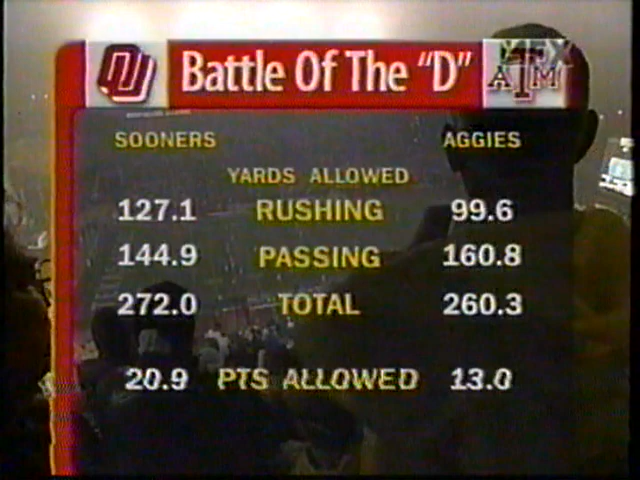 Battle Of The "D"
ATM
SOONERS AGGIES
YARDS ALLOWED
127.1 RUSHING 99.6
144.9 PASSING 160.8
272.0 TOTAL 260.3
20.9 PTS ALLOWED 13.0